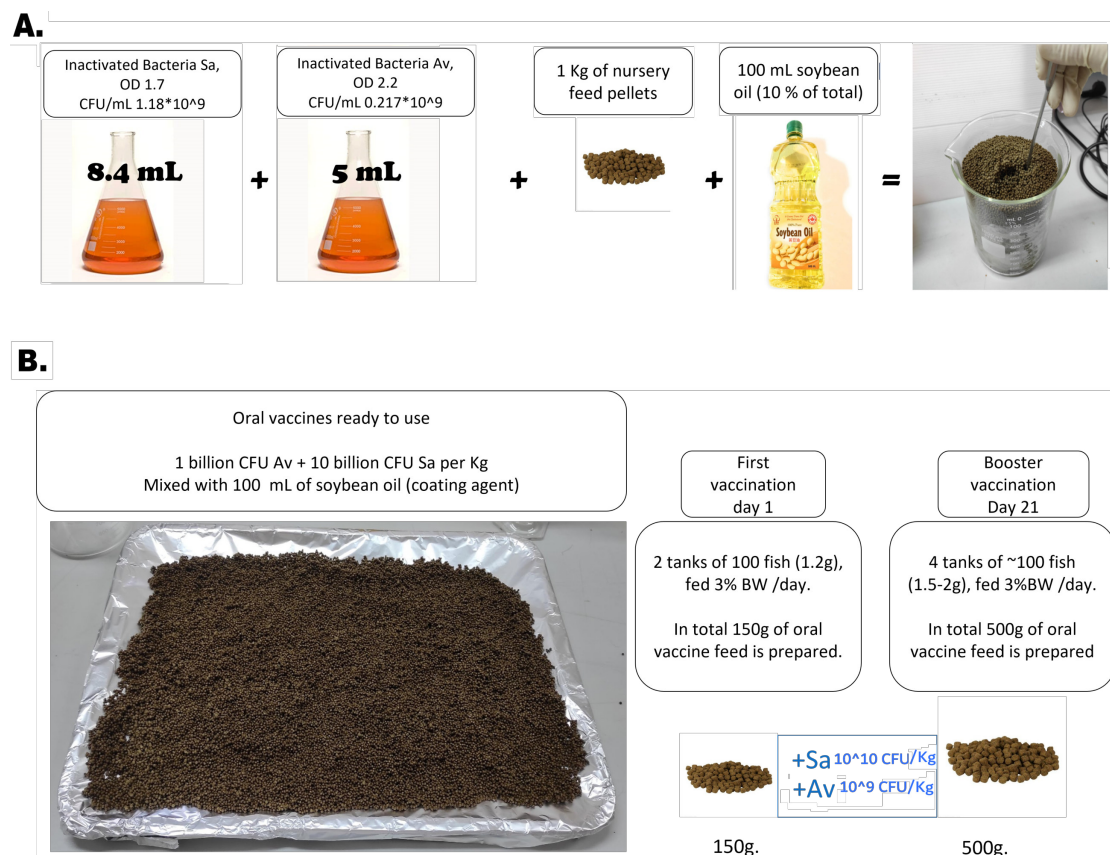 A.
Inactivated Bacteria Sa,
OD 1.7
CFU/mL 1.18*10^9
Inactivated Bacteria Av,
OD 2.2
CFU/mL 0.217*10^9
1 Kg of nursery
feed pellets
100 mL soybean
oil (10 % of total)
8.4 mL
+
5 mL
+
+
Soybean Oil
=
B.
Oral vaccines ready to use
1 billion CFU Av + 10 billion CFU Sa per Kg
Mixed with 100 mL of soybean oil (coating agent)
First
vaccination
day 1
Booster
vaccination
Day 21
2 tanks of 100 fish (1.2g),
fed 3% BW /day.
In total 150g of oral
vaccine feed is prepared.
4 tanks of ~100 fish
(1.5-2g), fed 3%BW /day.
In total 500g of oral
vaccine feed is prepared
+Sa 10^10 CFU/Kg
+Av 10^9 CFU/Kg
150g.
500g.